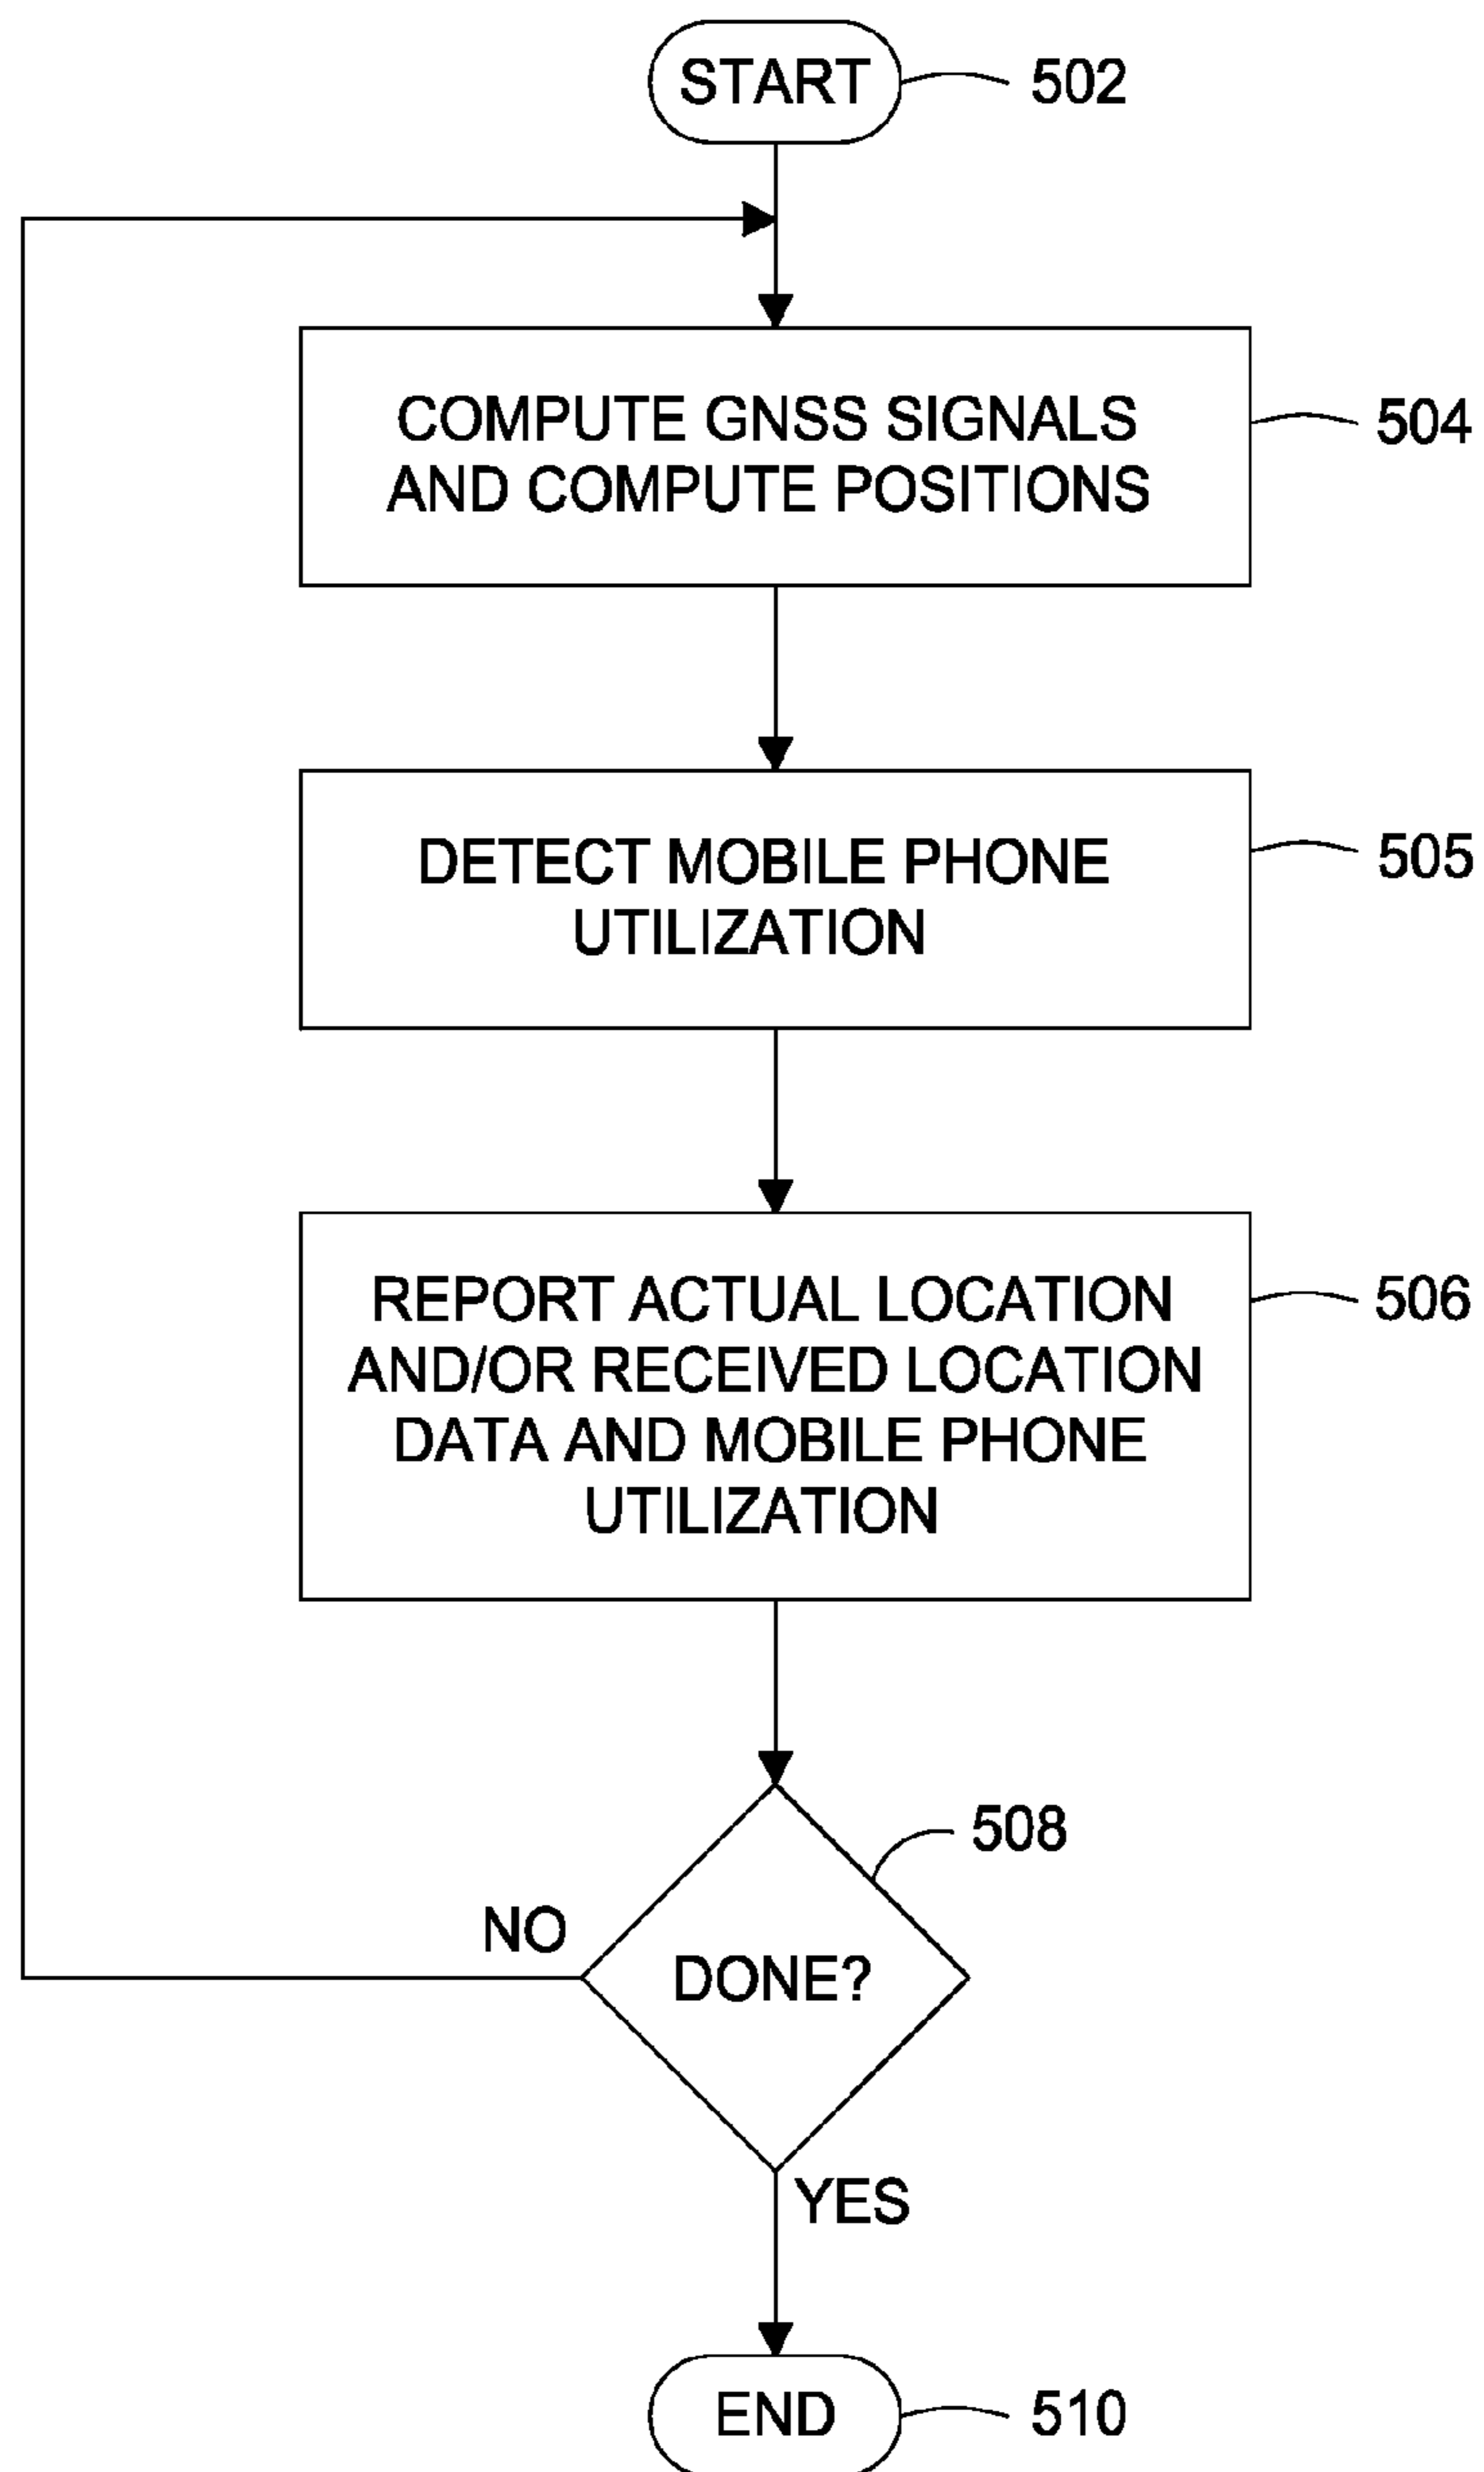 START
502
COMPUTE GNSS SIGNALS
AND COMPUTE POSITIONS
504
DETECT MOBILE PHONE
UTILIZATION
505
REPORT ACTUAL LOCATION
AND/OR RECEIVED LOCATION
DATA AND MOBILE PHONE
UTILIZATION
506
508
NO
DONE?
YES
END
510